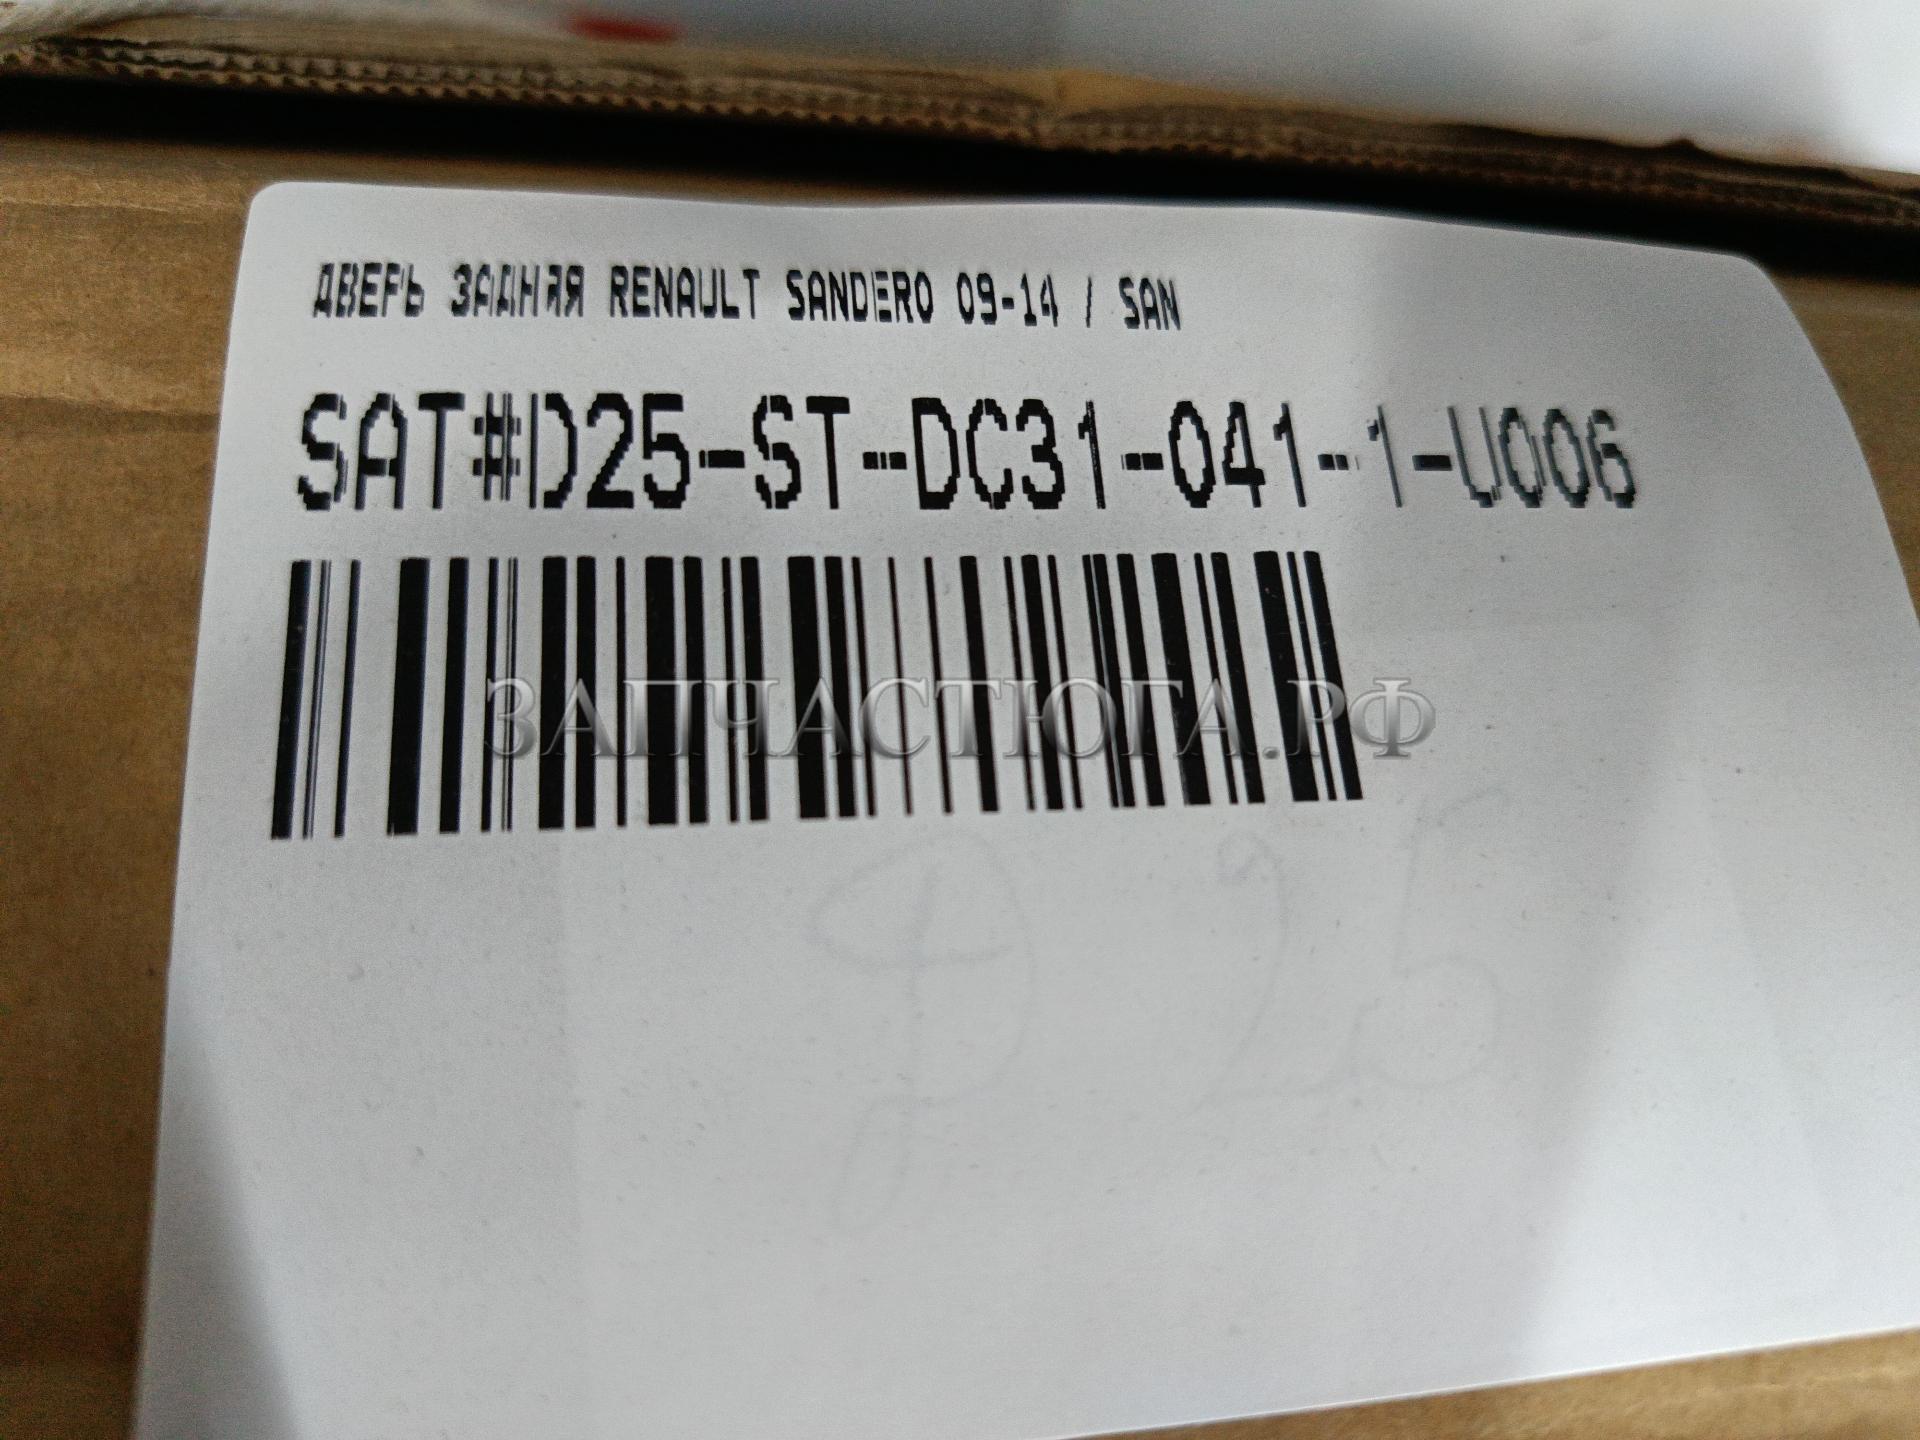 ДВЕРЬ ЗАДНЯЯ RENAULT SANDERO 09-14 / SAN
SAT#D25-ST-DC31-041-1-U006
ЗАПЧАСТЮГА.РФ